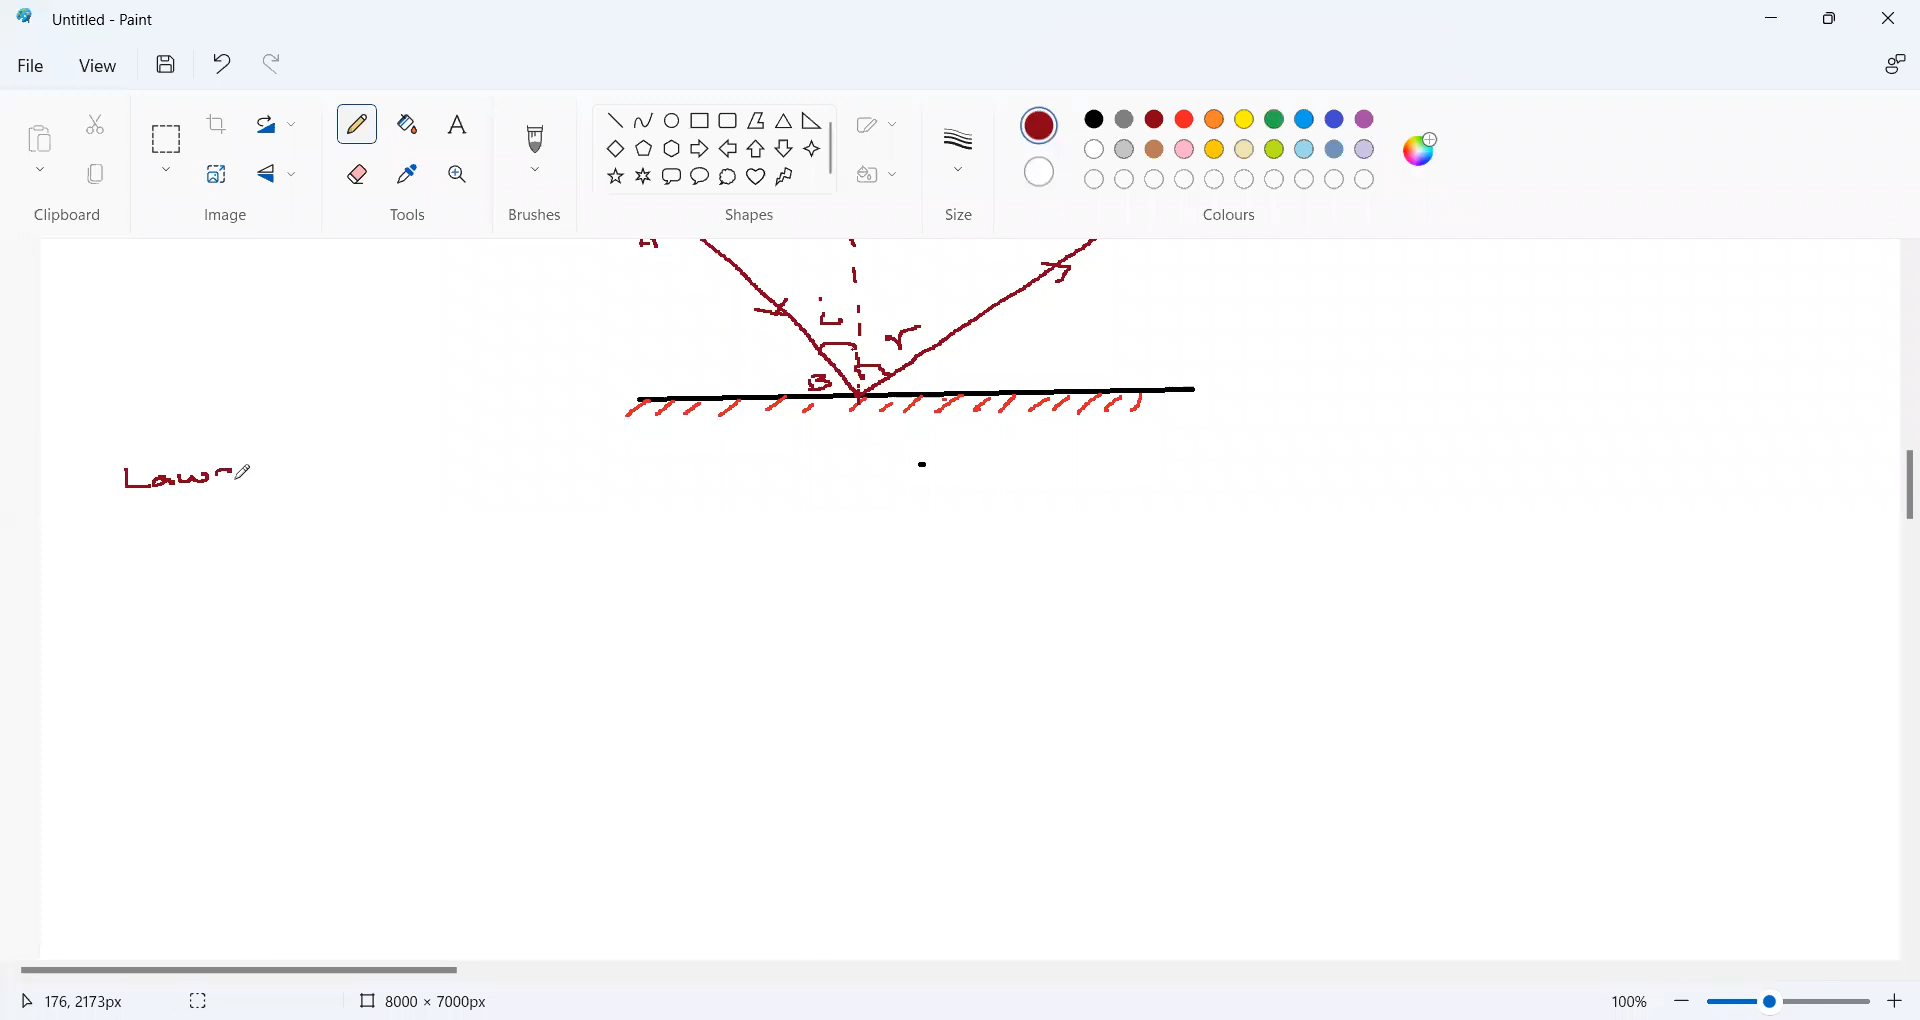 Untitled - Paint
File View
Clipboard Image Tools Brushes Shapes Size Colours
A
i r
B
Law
176, 2173px 8000 × 7000px 100%